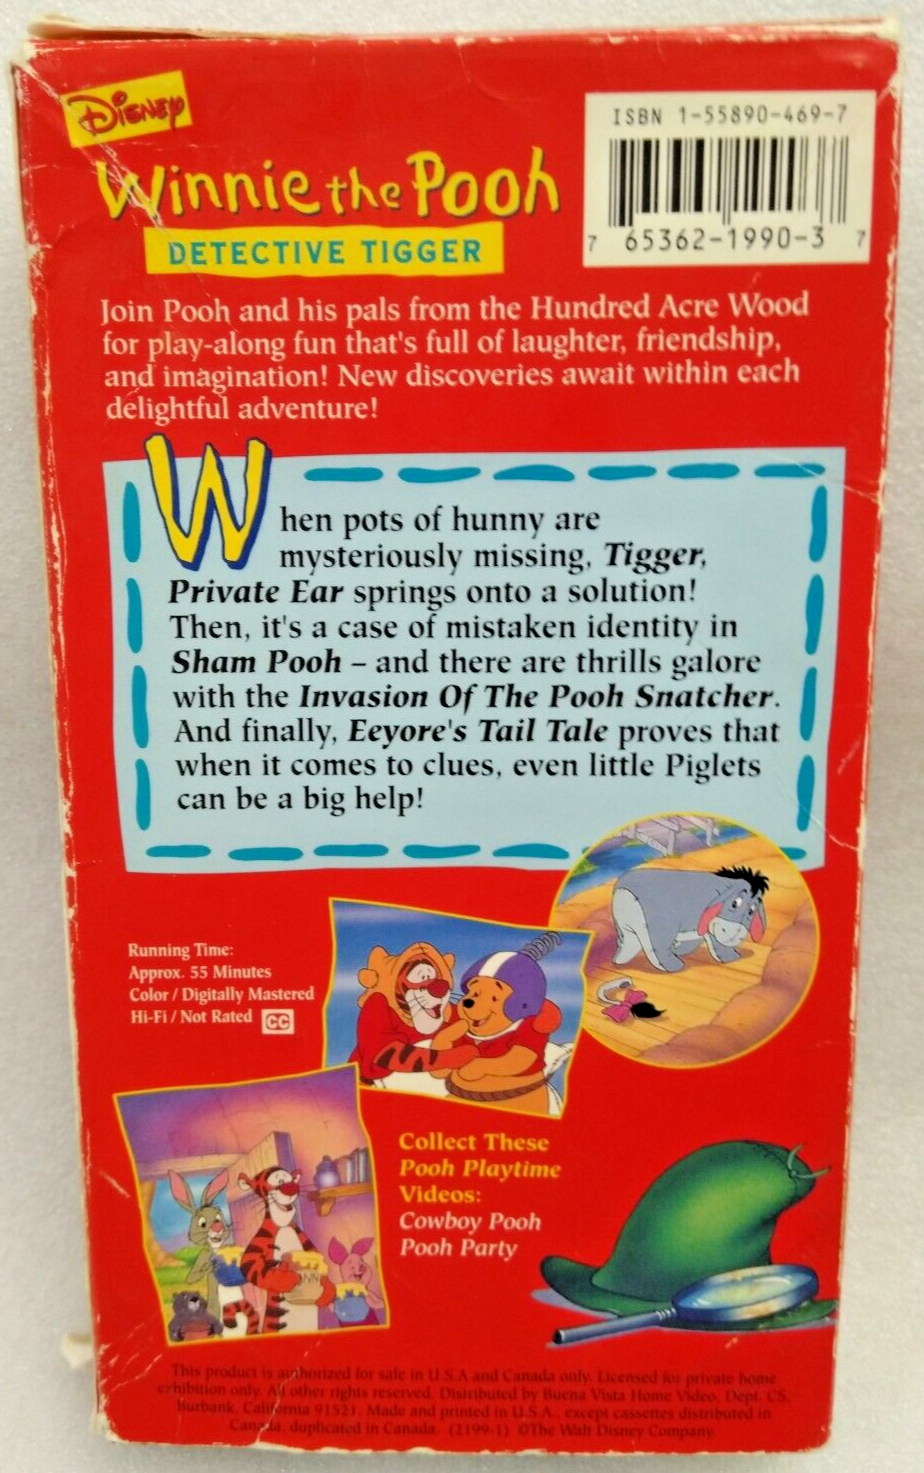 Disney
Winnie the Pooh
DETECTIVE TIGGER
ISBN 1-55890-469-7
7 65362-1990-3 7
Join Pooh and his pals from the Hundred Acre Wood
for play-along fun that's full of laughter, friendship,
and imagination! New discoveries await within each
delightful adventure!
When pots of hunny are
mysteriously missing, Tigger,
Private Ear springs onto a solution!
Then, it's a case of mistaken identity in
Sham Pooh – and there are thrills galore
with the Invasion Of The Pooh Snatcher.
And finally, Eeyore's Tail Tale proves that
when it comes to clues, even little Piglets
can be a big help!
Running Time:
Approx. 55 Minutes
Color / Digitally Mastered
Hi-Fi / Not Rated CC
Collect These
Pooh Playtime
Videos:
Cowboy Pooh
Pooh Party
This product is authorized for sale in U.S.A and Canada only. Licensed for private home
exhibition only. All other rights reserved. Distributed by Buena Vista Home Video, Dept. CS,
Burbank, California 91521. Made and printed in U.S.A., except cassettes distributed in
Canada, duplicated in Canada. (2199-1) ©The Walt Disney Company.